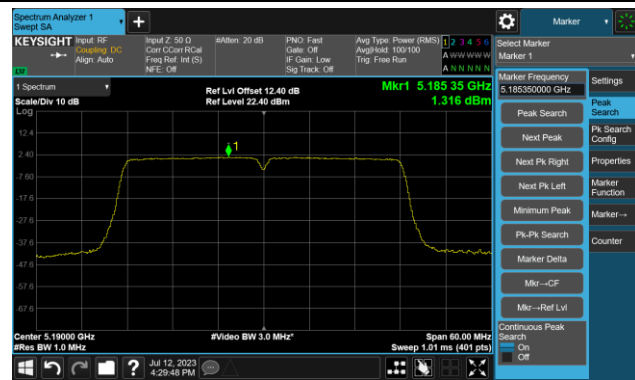 Spectrum Analyzer 1
Swept SA
Marker
KEYSIGHT
Input: RF
Coupling: DC
Align: Auto
Input Z: 50 Ω
Corr CCorr RCal
Freq Ref: Int (S)
NFE: Off
#Atten: 20 dB
PNO: Fast
Gate: Off
IF Gain: Low
Sig Track: Off
Avg Type: Power (RMS)
Avg|Hold: 100/100
Trig: Free Run
1 2 3 4 5 6
A WW WW W
A N N N N N
LW
Select Marker
Marker 1
1 Spectrum
Scale/Div 10 dB
Ref Lvl Offset 12.40 dB
Ref Level 22.40 dBm
Mkr1 5.185 35 GHz
1.316 dBm
Log
12.4
2.40
-7.60
-17.6
-27.6
-37.6
-47.6
-57.6
-67.6
1
Center 5.19000 GHz
#Res BW 1.0 MHz
#Video BW 3.0 MHz*
Span 60.00 MHz
Sweep 1.01 ms (401 pts)
Marker Frequency
5.185350000 GHz
Peak Search
Next Peak
Next Pk Right
Next Pk Left
Minimum Peak
Pk-Pk Search
Marker Delta
Mkr→CF
Mkr→Ref Lvl
Continuous Peak
Search
On
Off
Settings
Peak
Search
Pk Search
Config
Properties
Marker
Function
Marker→
Counter
?
Jul 12, 2023
4:29:48 PM